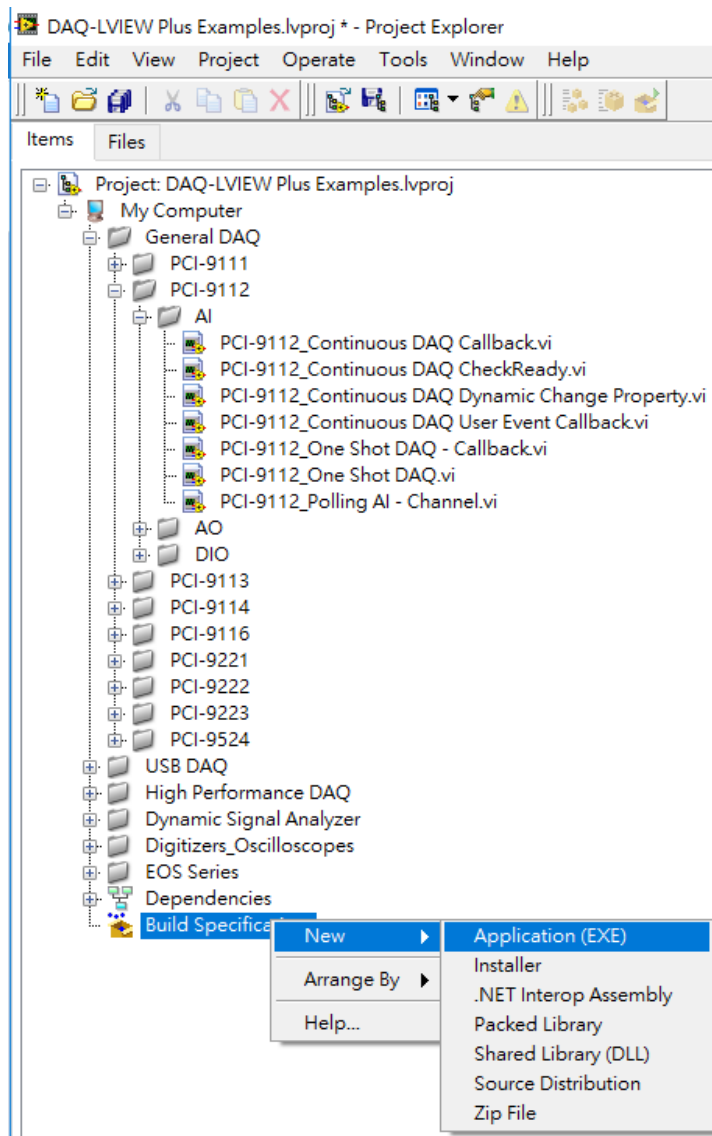 DAQ-LVIEW Plus Examples.lvproj * - Project Explorer
File Edit View Project Operate Tools Window Help
Items Files
Project: DAQ-LVIEW Plus Examples.lvproj
My Computer
General DAQ
PCI-9111
PCI-9112
AI
PCI-9112_Continuous DAQ Callback.vi
PCI-9112_Continuous DAQ CheckReady.vi
PCI-9112_Continuous DAQ Dynamic Change Property.vi
PCI-9112_Continuous DAQ User Event Callback.vi
PCI-9112_One Shot DAQ - Callback.vi
PCI-9112_One Shot DAQ.vi
PCI-9112_Polling AI - Channel.vi
AO
DIO
PCI-9113
PCI-9114
PCI-9116
PCI-9221
PCI-9222
PCI-9223
PCI-9524
USB DAQ
High Performance DAQ
Dynamic Signal Analyzer
Digitizers_Oscilloscopes
EOS Series
Dependencies
Build Specifica
New
Arrange By
Help...
Application (EXE)
Installer
.NET Interop Assembly
Packed Library
Shared Library (DLL)
Source Distribution
Zip File